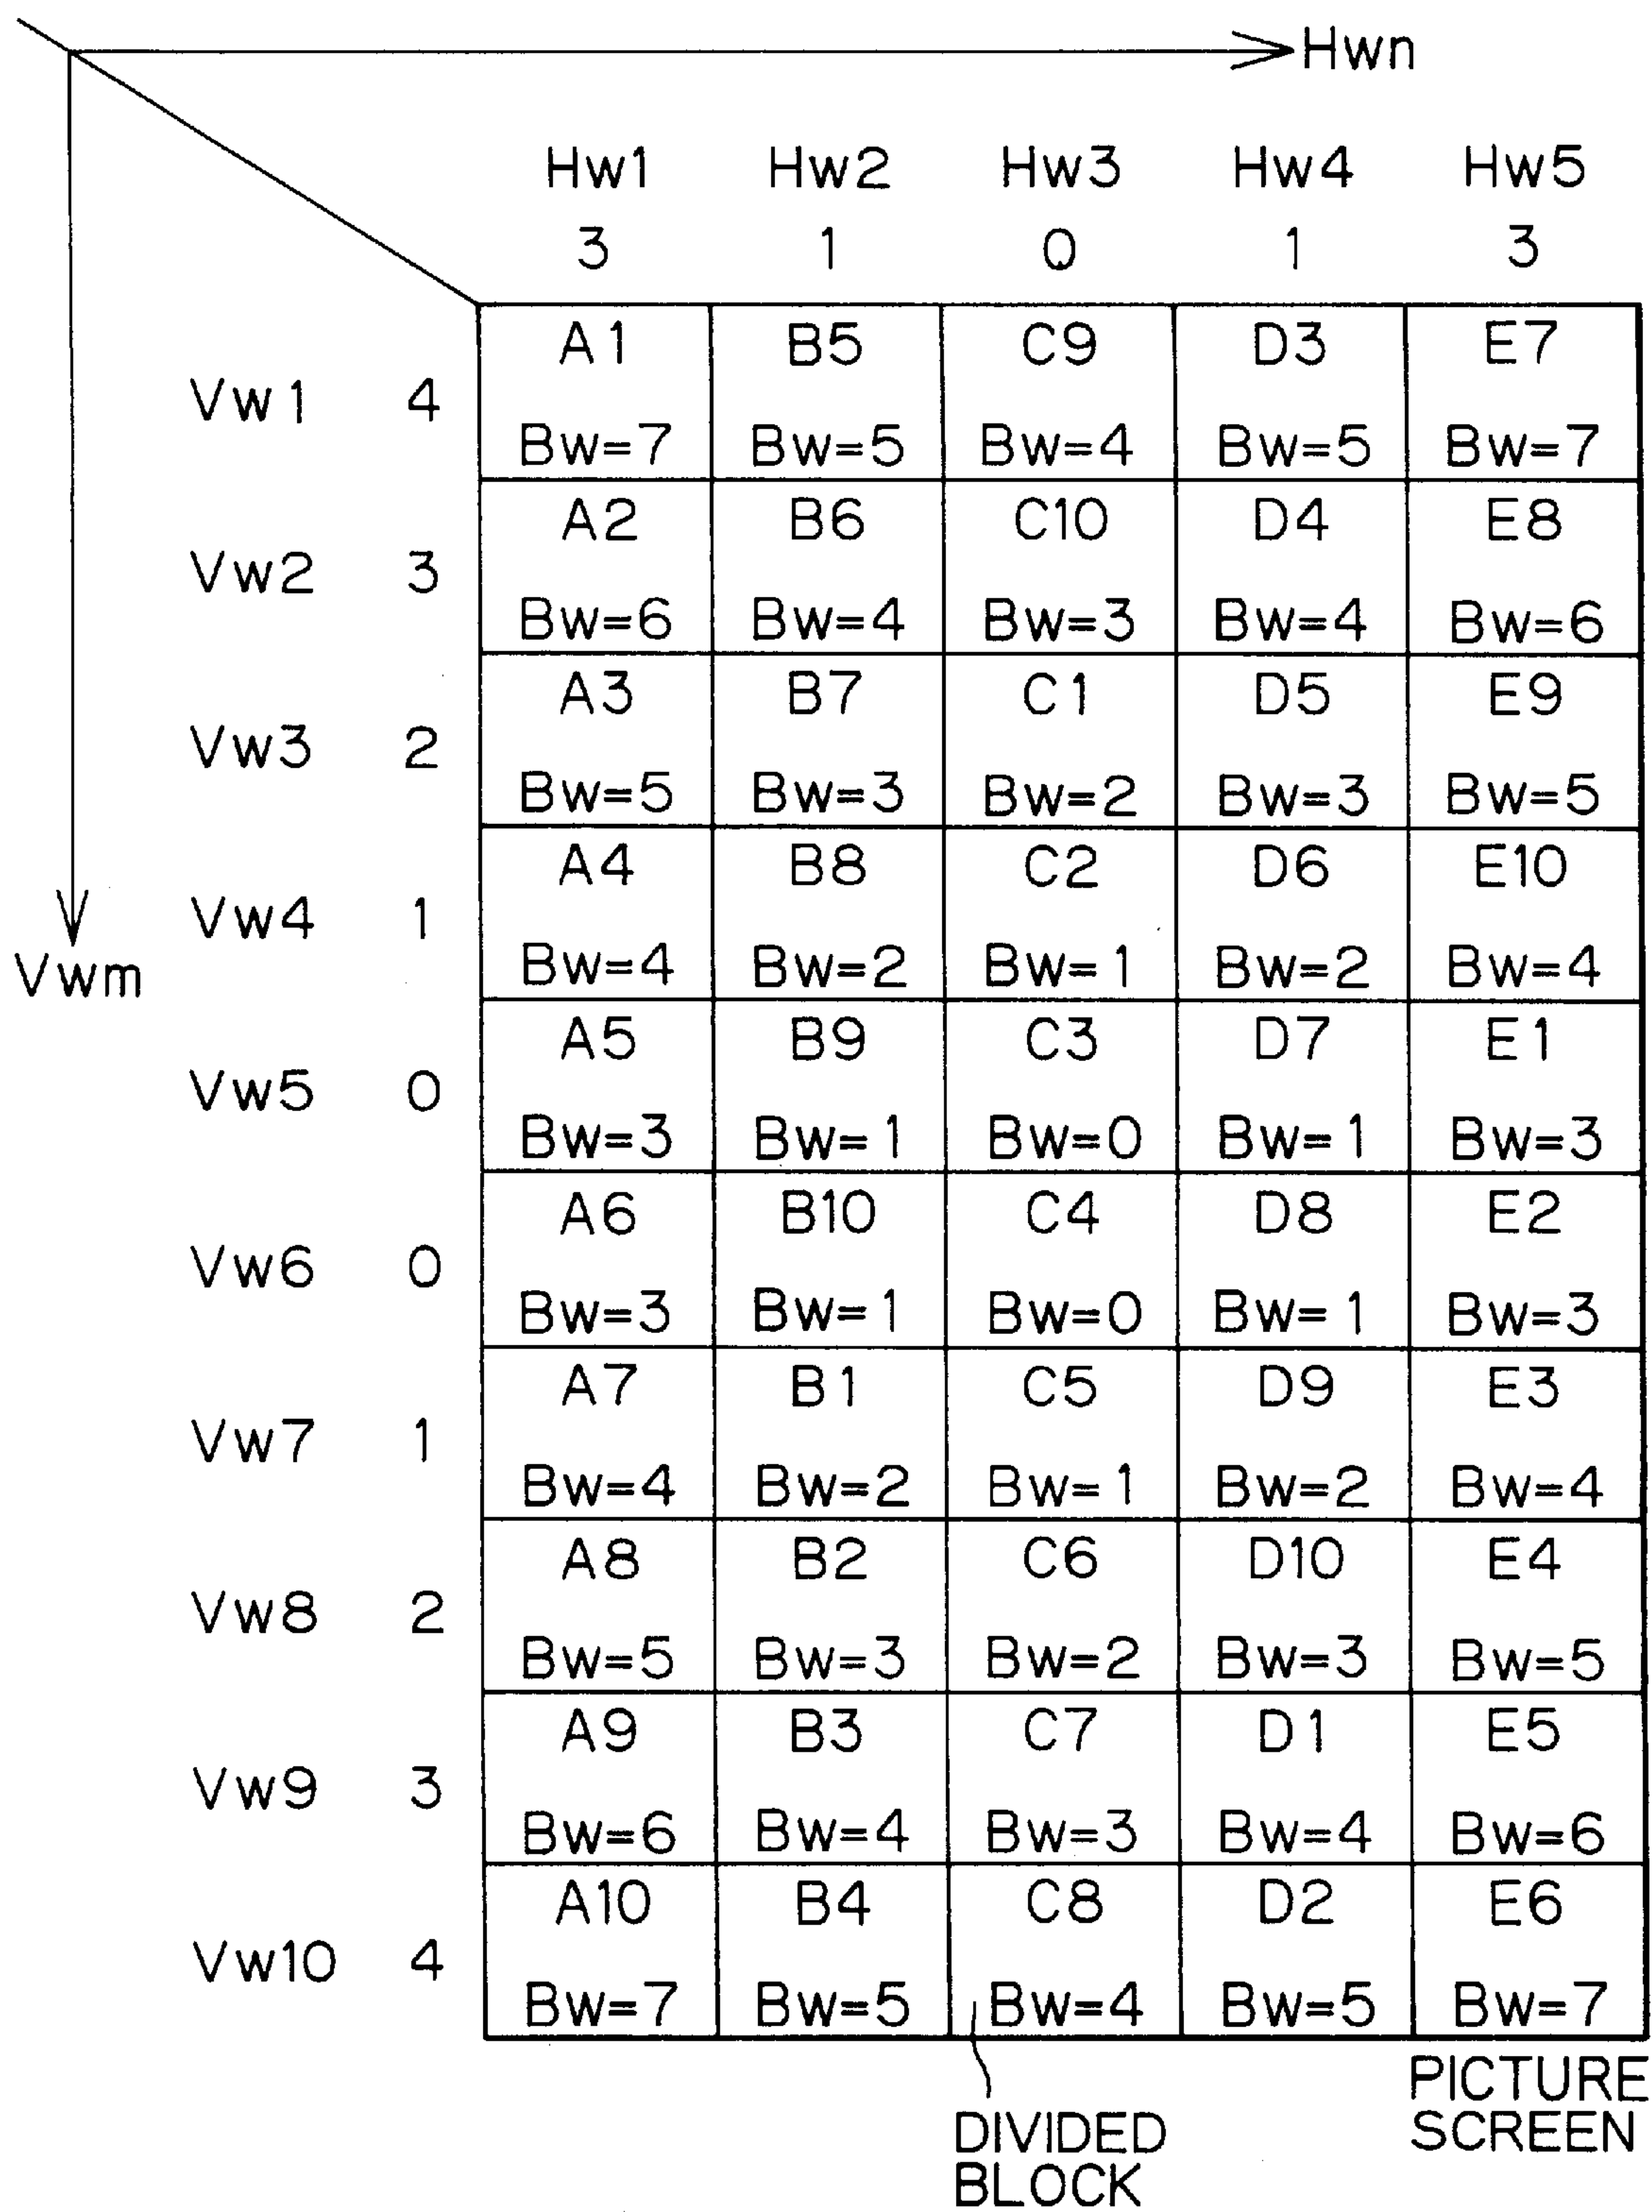 Hwn
Hw1 Hw2 Hw3 Hw4 Hw5
3 1 0 1 3
A1 B5 C9 D3 E7
Vw1 4
Bw=7 Bw=5 Bw=4 Bw=5 Bw=7
A2 B6 C10 D4 E8
Vw2 3
Bw=6 Bw=4 Bw=3 Bw=4 Bw=6
A3 B7 C1 D5 E9
Vw3 2
Bw=5 Bw=3 Bw=2 Bw=3 Bw=5
A4 B8 C2 D6 E10
Vw4 1
Bw=4 Bw=2 Bw=1 Bw=2 Bw=4
Vwm
A5 B9 C3 D7 E1
Vw5 0
Bw=3 Bw=1 Bw=0 Bw=1 Bw=3
A6 B10 C4 D8 E2
Vw6 0
Bw=3 Bw=1 Bw=0 Bw=1 Bw=3
A7 B1 C5 D9 E3
Vw7 1
Bw=4 Bw=2 Bw=1 Bw=2 Bw=4
A8 B2 C6 D10 E4
Vw8 2
Bw=5 Bw=3 Bw=2 Bw=3 Bw=5
A9 B3 C7 D1 E5
Vw9 3
Bw=6 Bw=4 Bw=3 Bw=4 Bw=6
A10 B4 C8 D2 E6
Vw10 4
Bw=7 Bw=5 Bw=4 Bw=5 Bw=7
PICTURE
SCREEN
DIVIDED
BLOCK